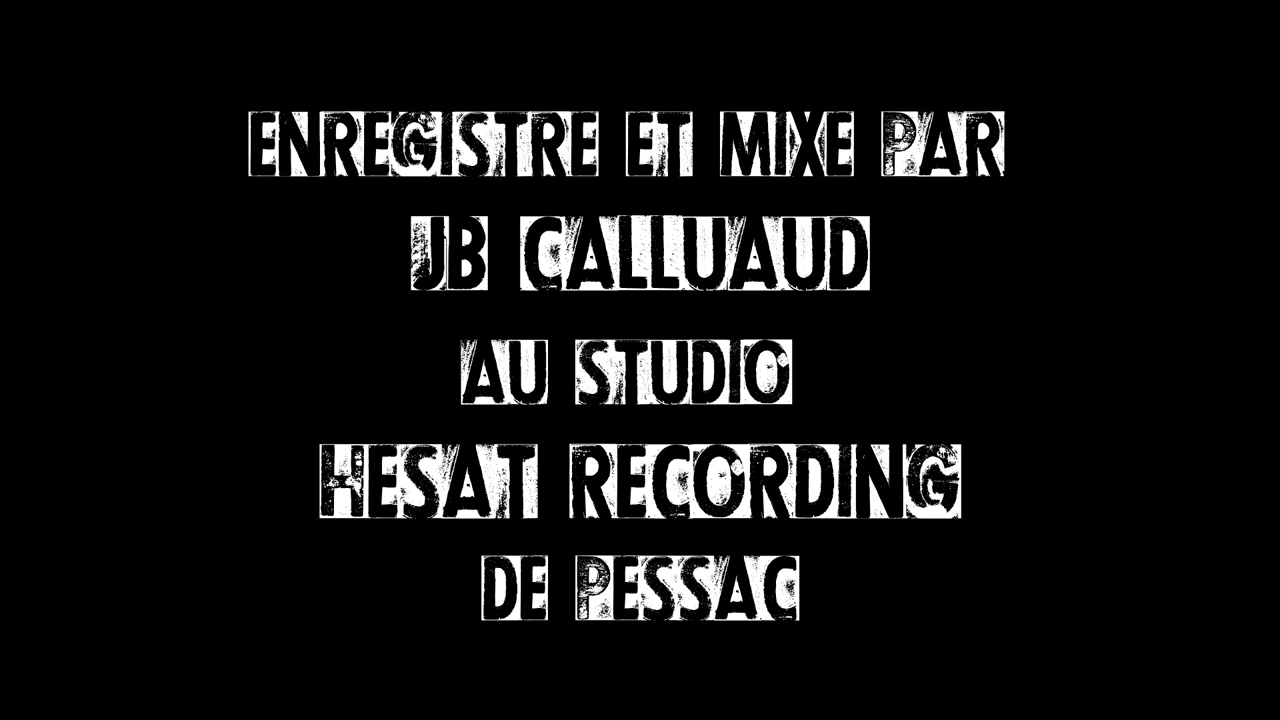 ENREGISTRE ET MIXE PAR
JB CALLUAUD
AU STUDIO
HESAT RECORDING
DE PESSAC